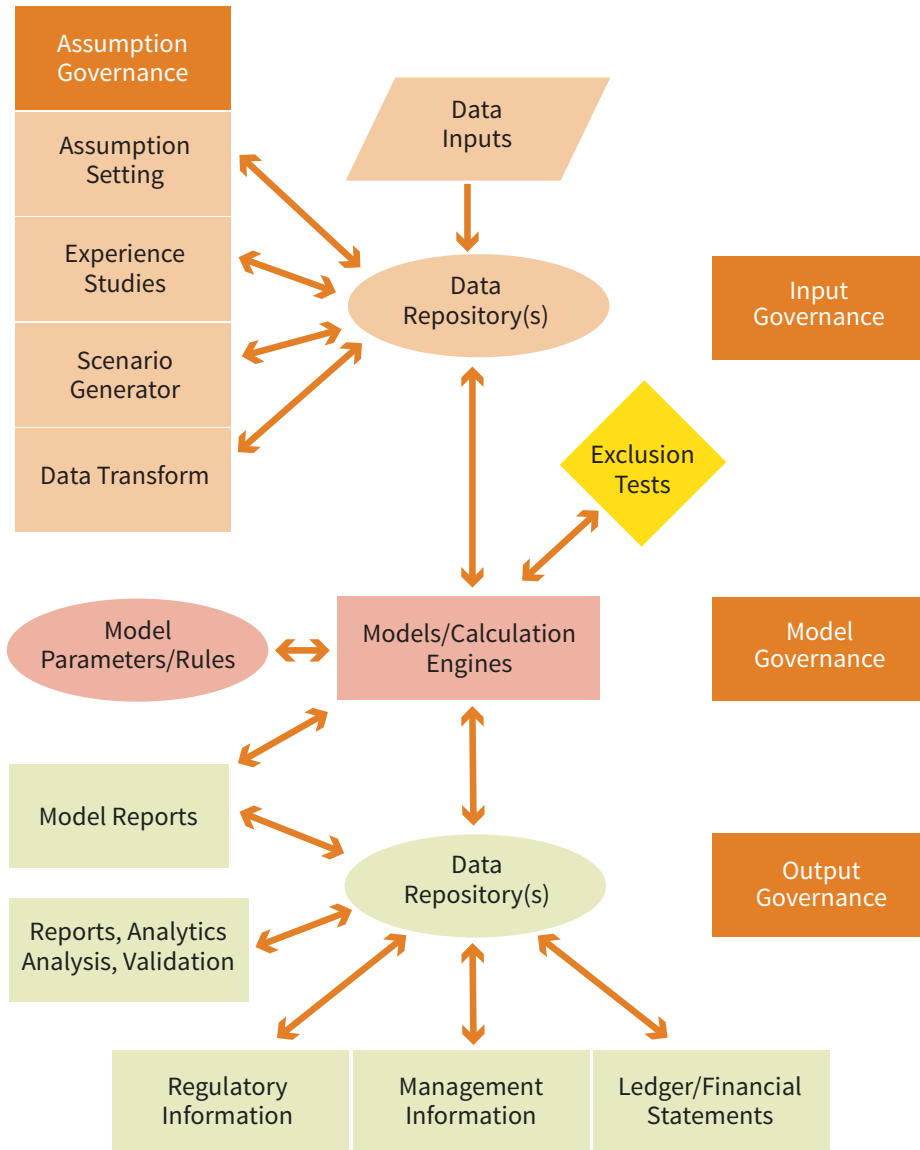 Assumption
Governance
Assumption
Setting
Experience
Studies
Scenario
Generator
Data Transform
Data
Inputs
Data
Repository(s)
Input
Governance
Exclusion
Tests
Model
Parameters/Rules
Models/Calculation
Engines
Model
Governance
Model Reports
Data
Repository(s)
Output
Governance
Reports, Analytics
Analysis, Validation
Regulatory
Information
Management
Information
Ledger/Financial
Statements